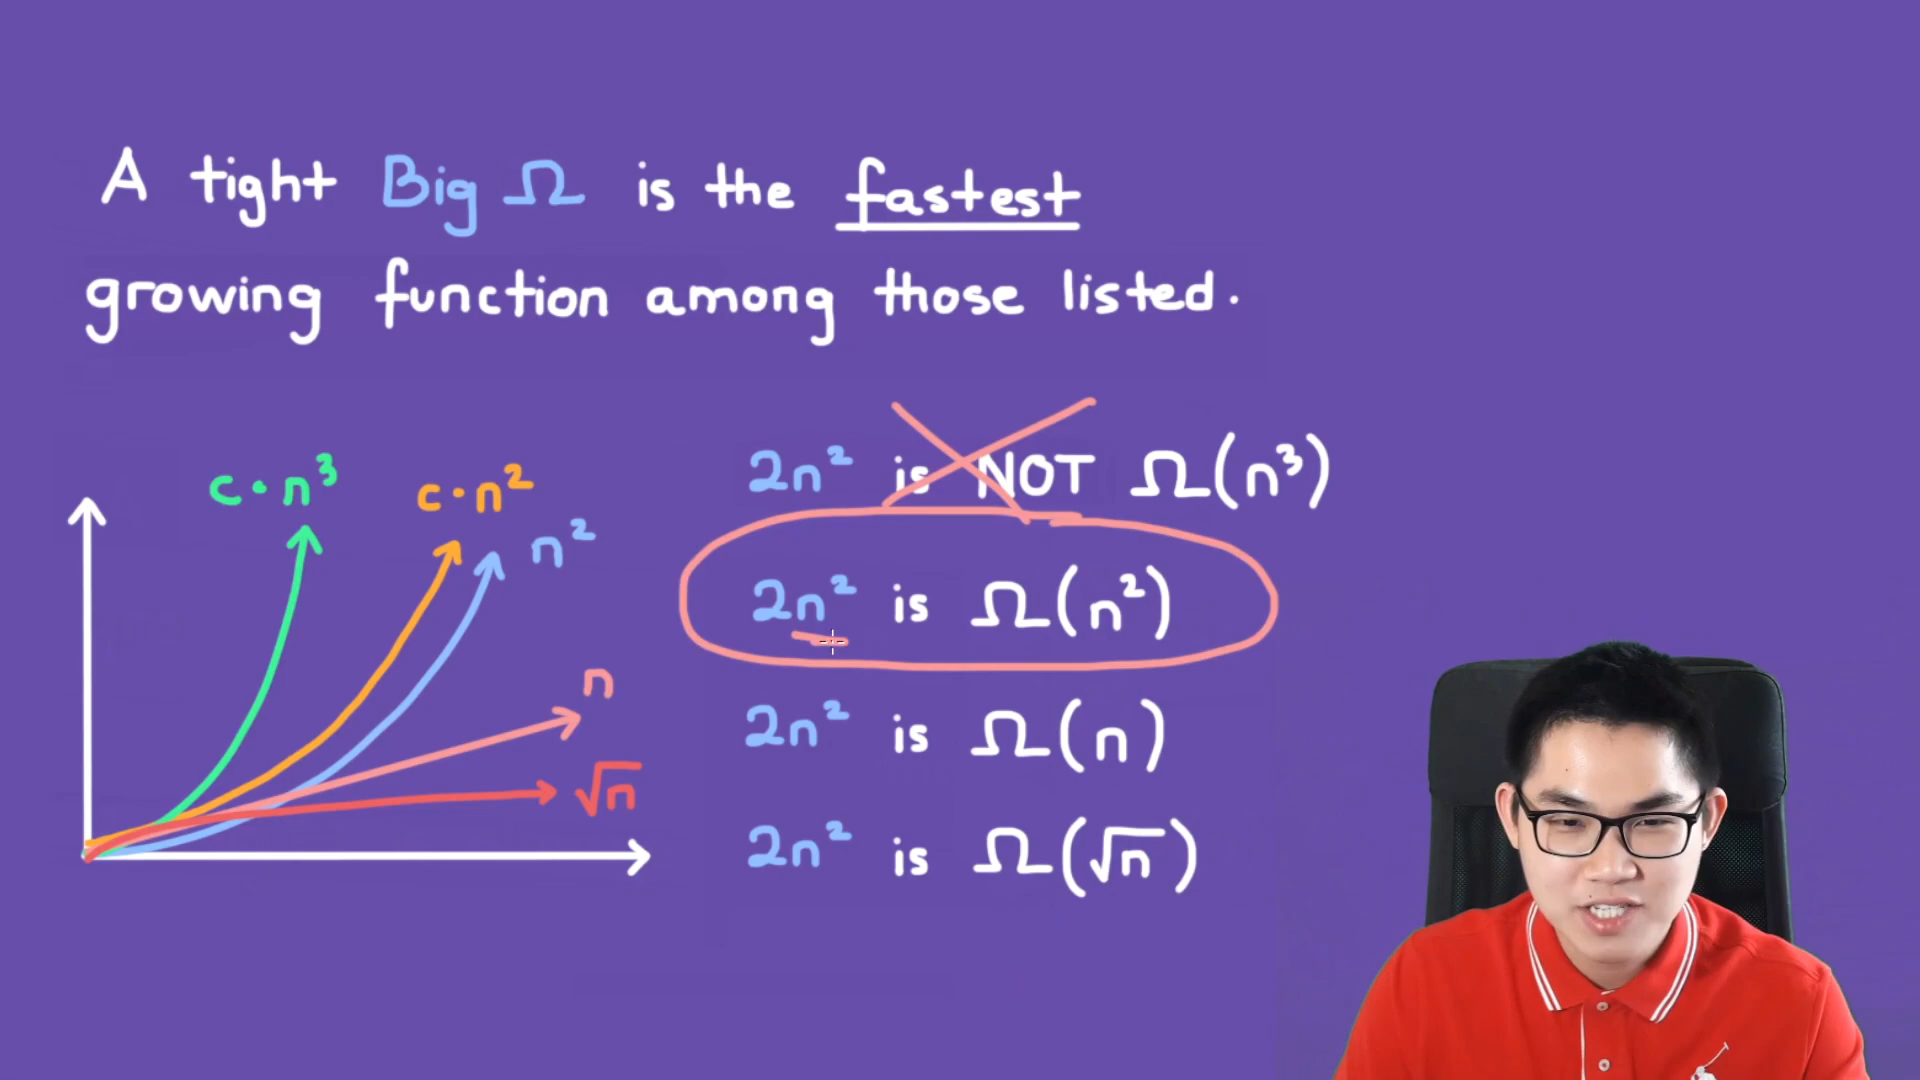 A tight Big Ω is the fastest
growing function among those listed.
c·n³
c·n²
n²
n
√n
2n² is NOT Ω(n³)
2n² is Ω(n²)
2n² is Ω(n)
2n² is Ω(√n)